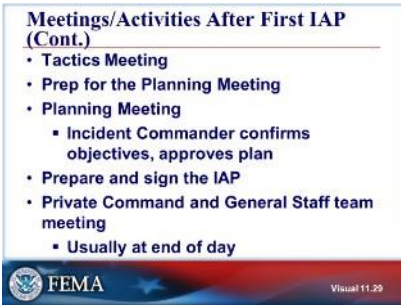 Meetings/Activities After First IAP
(Cont.)
• Tactics Meeting
• Prep for the Planning Meeting
• Planning Meeting
▪ Incident Commander confirms
objectives, approves plan
• Prepare and sign the IAP
• Private Command and General Staff team
meeting
▪ Usually at end of day
FEMA
Visual 11.29